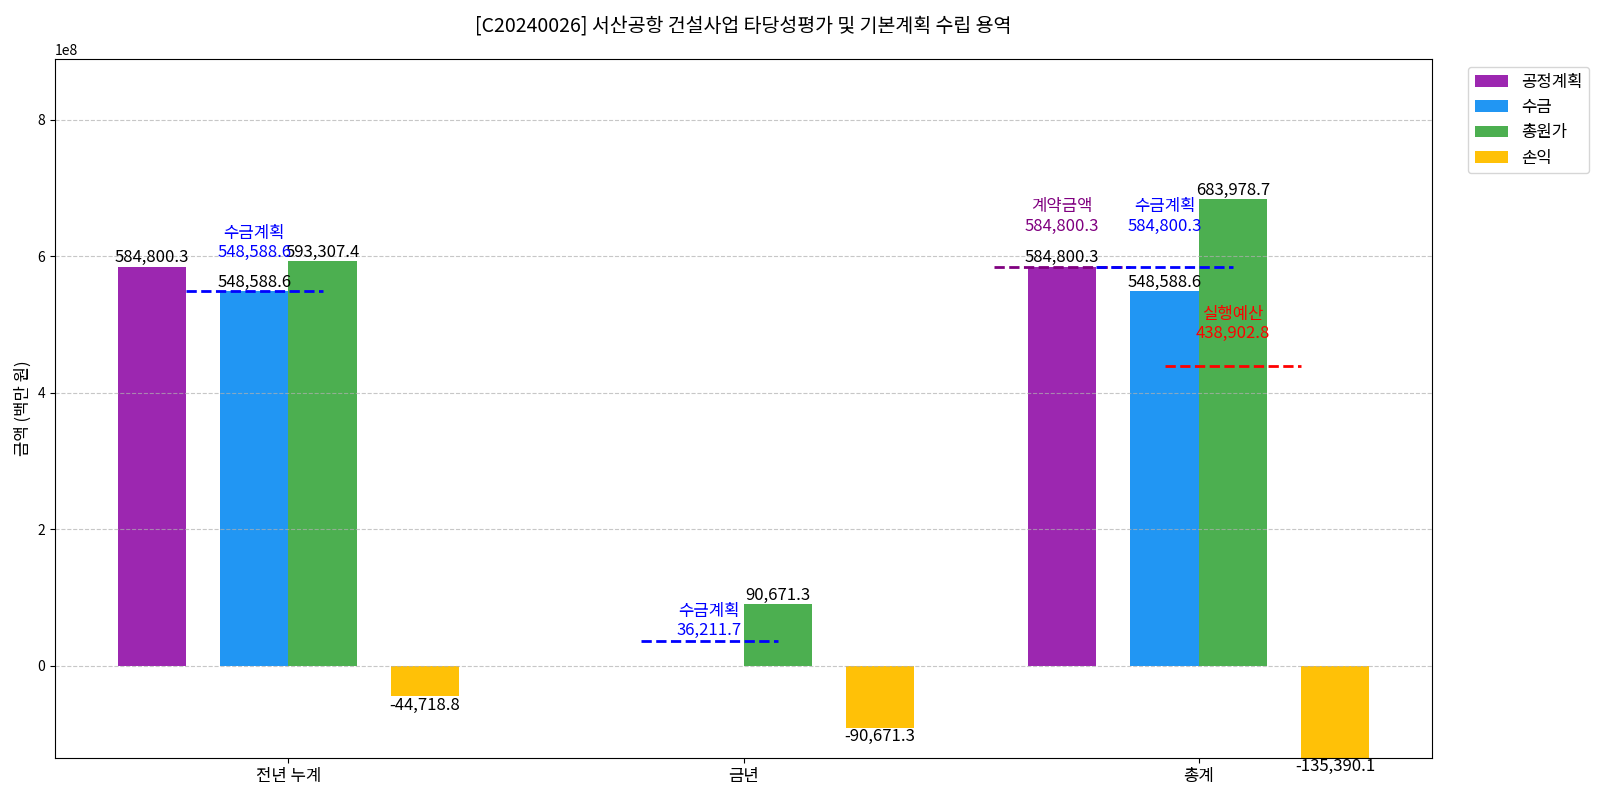 [C20240026] 서산공항 건설사업 타당성평가 및 기본계획 수립 용역
1e8
공정계획
수금
총원가
손익
8
6
4
2
0
금액 (백만 원)
584,800.3
수금계획
548,588.6
593,307.4
548,588.6
-44,718.8
수금계획
36,211.7
90,671.3
-90,671.3
계약금액
584,800.3
584,800.3
수금계획
584,800.3
548,588.6
683,978.7
실행예산
438,902.8
-135,390.1
전년 누계
금년
총계